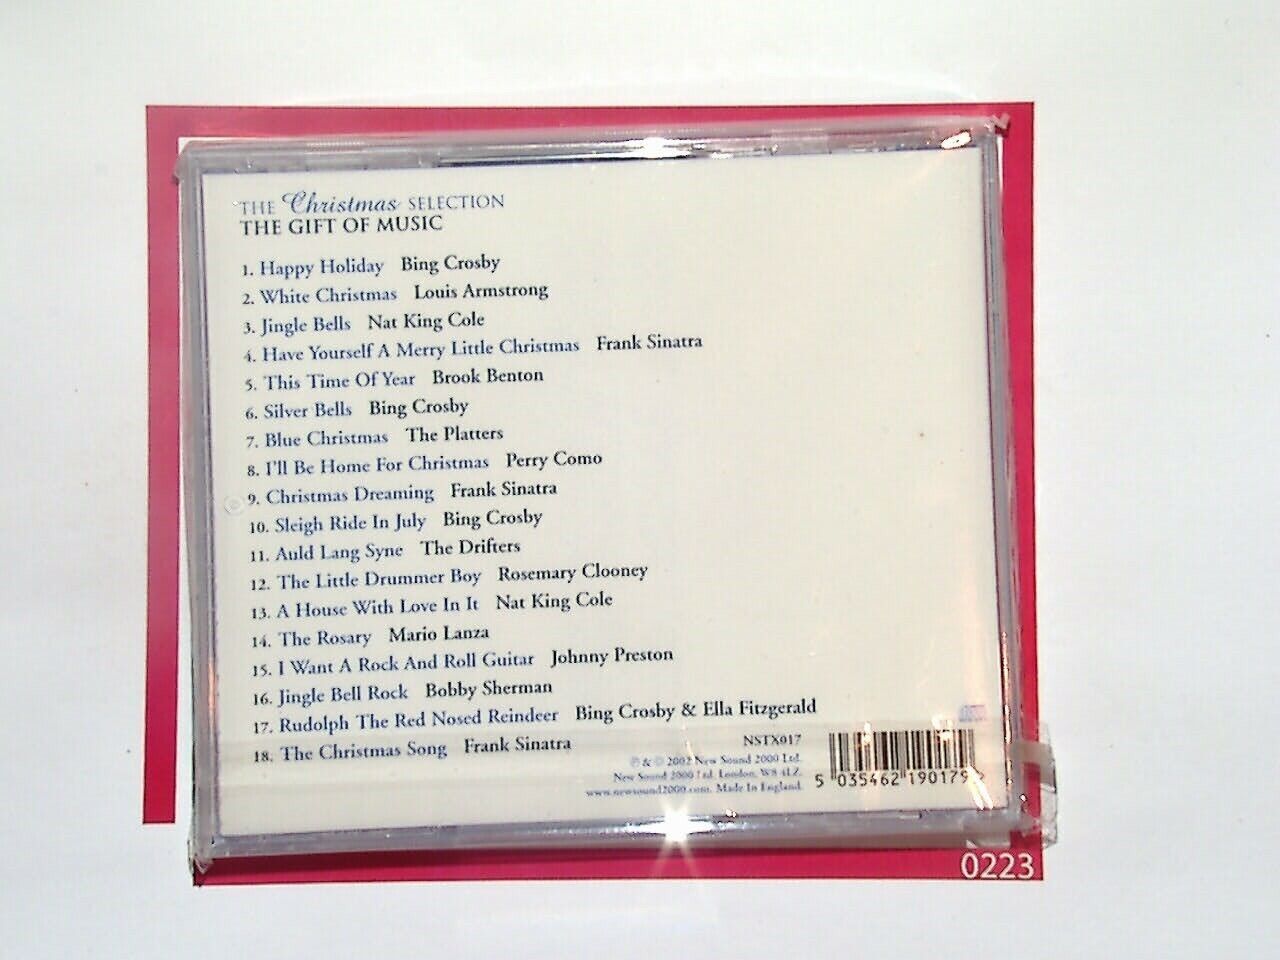 THE Christmas SELECTION
THE GIFT OF MUSIC
1. Happy Holiday Bing Crosby
2. White Christmas Louis Armstrong
3. Jingle Bells Nat King Cole
4. Have Yourself A Merry Little Christmas Frank Sinatra
5. This Time Of Year Brook Benton
6. Silver Bells Bing Crosby
7. Blue Christmas The Platters
8. I'll Be Home For Christmas Perry Como
9. Christmas Dreaming Frank Sinatra
10. Sleigh Ride In July Bing Crosby
11. Auld Lang Syne The Drifters
12. The Little Drummer Boy Rosemary Clooney
13. A House With Love In It Nat King Cole
14. The Rosary Mario Lanza
15. I Want A Rock And Roll Guitar Johnny Preston
16. Jingle Bell Rock Bobby Sherman
17. Rudolph The Red Nosed Reindeer Bing Crosby & Ella Fitzgerald
18. The Christmas Song Frank Sinatra
NSTX017
℗ & © 2002 New Sound 2000 Ltd.
New Sound 2000 Ltd. London, W8 4LZ.
www.newsound2000.com. Made In England.
5 035462 190179 >
0223